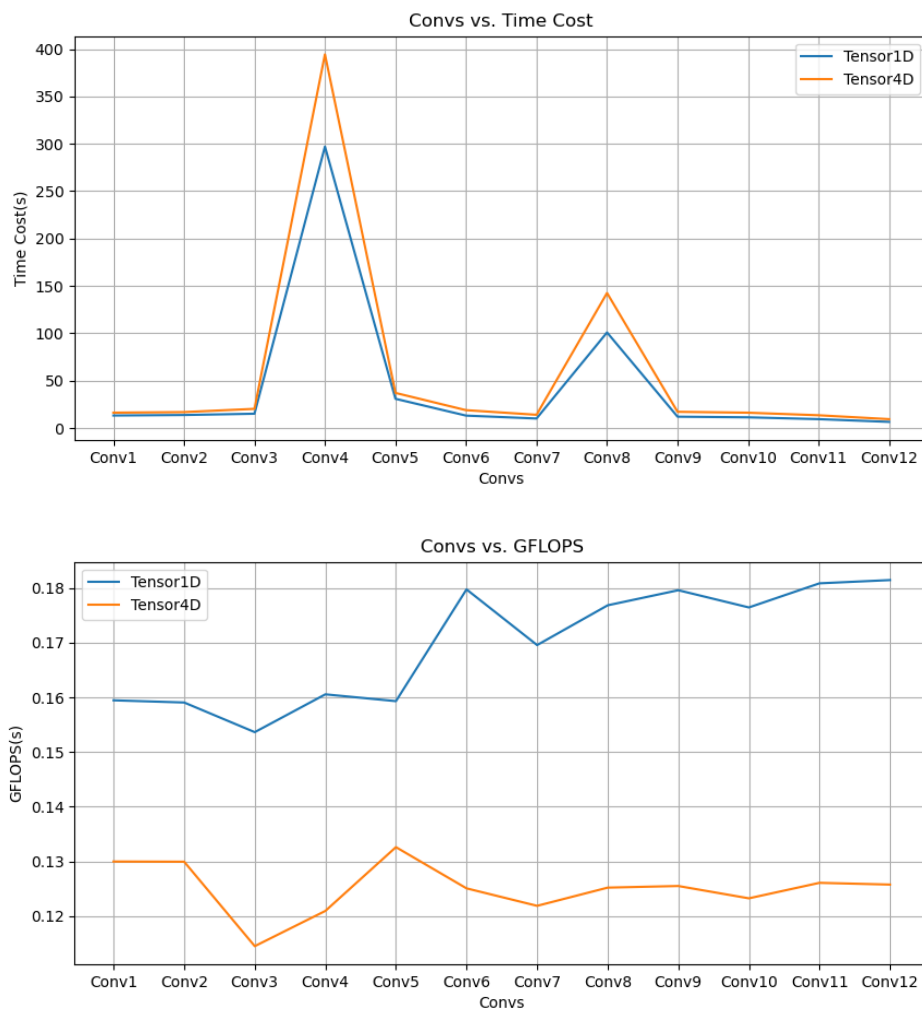 Convs vs. Time Cost
Tensor1D
Tensor4D
400
350
300
250
200
150
100
50
0
Time Cost(s)
Conv1 Conv2 Conv3 Conv4 Conv5 Conv6 Conv7 Conv8 Conv9 Conv10 Conv11 Conv12
Convs
Convs vs. GFLOPS
Tensor1D
Tensor4D
0.18
0.17
0.16
0.15
0.14
0.13
0.12
GFLOPS(s)
Conv1 Conv2 Conv3 Conv4 Conv5 Conv6 Conv7 Conv8 Conv9 Conv10 Conv11 Conv12
Convs